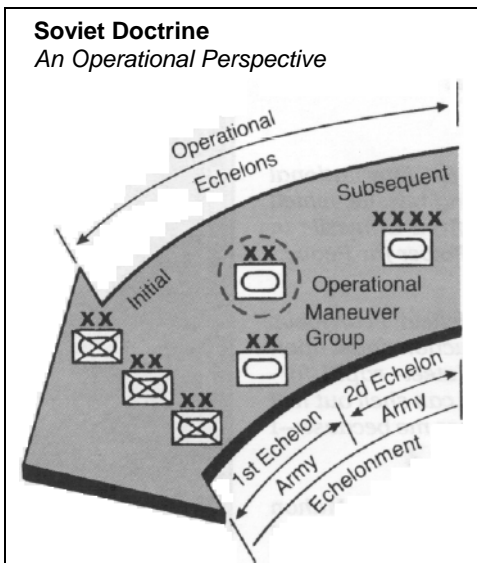 Soviet Doctrine
An Operational Perspective
Operational
Echelons
Subsequent
XXXX
Initial
XX
Operational
Maneuver
Group
XX
XX
XX
XX
1st Echelon
Army
2d Echelon
Army
Echelonment